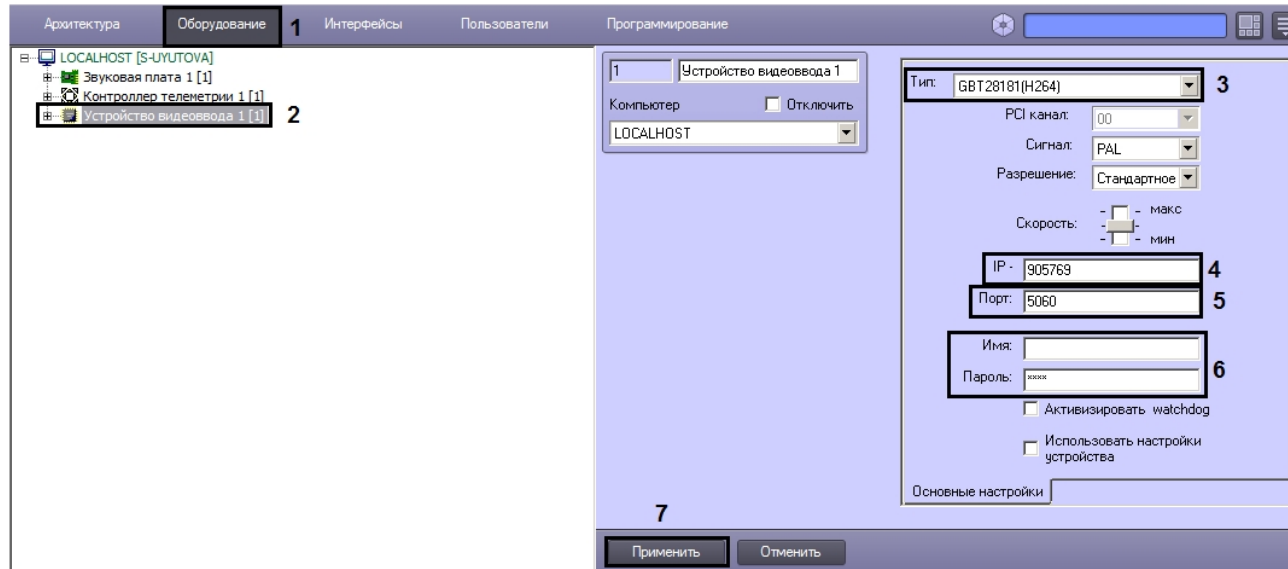 Архитектура Оборудование 1 Интерфейсы Пользователи Программирование
LOCALHOST [S-UYUTOVA]
Звуковая плата 1 [1]
Контроллер телеметрии 1 [1]
Устройство видеоввода 1 [1] 2
1 Устройство видеоввода 1
Компьютер Отключить
LOCALHOST
Тип: GBT28181(H264) 3
PCI канал: 00
Сигнал: PAL
Разрешение: Стандартное
Скорость: - - макс
- -
- - мин
IP - 905769 4
Порт: 5060 5
Имя:
Пароль: xxxx 6
Активизировать watchdog
Использовать настройки
устройства
Основные настройки
7
Применить Отменить